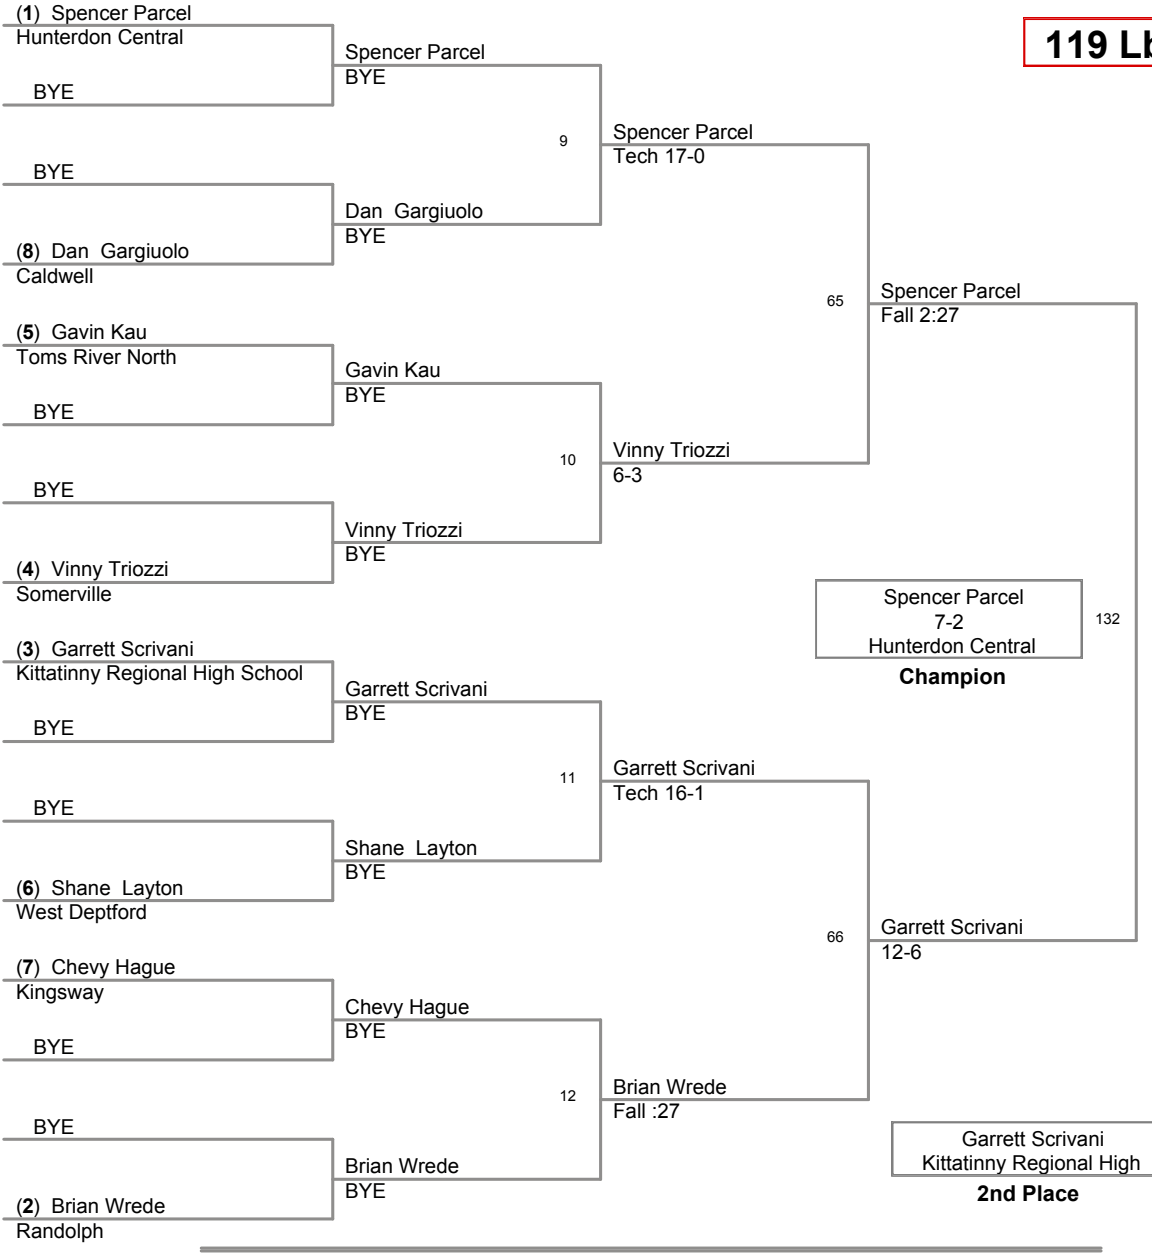 (1) Spencer Parcel
Hunterdon Central
BYE
BYE
(8) Dan Gargiuolo
Caldwell
(5) Gavin Kau
Toms River North
BYE
BYE
(4) Vinny Triozzi
Somerville
(3) Garrett Scrivani
Kittatinny Regional High School
BYE
BYE
(6) Shane Layton
West Deptford
(7) Chevy Hague
Kingsway
BYE
BYE
(2) Brian Wrede
Randolph
Spencer Parcel
BYE
Dan Gargiuolo
BYE
Gavin Kau
BYE
Vinny Triozzi
BYE
Garrett Scrivani
BYE
Shane Layton
BYE
Chevy Hague
BYE
Brian Wrede
BYE
9
10
11
12
Spencer Parcel
Tech 17-0
Vinny Triozzi
6-3
Garrett Scrivani
Tech 16-1
Brian Wrede
Fall :27
65
66
Spencer Parcel
Fall 2:27
Garrett Scrivani
12-6
119 Lb
Spencer Parcel
7-2
Hunterdon Central
Champion
132
Garrett Scrivani
Kittatinny Regional High
2nd Place